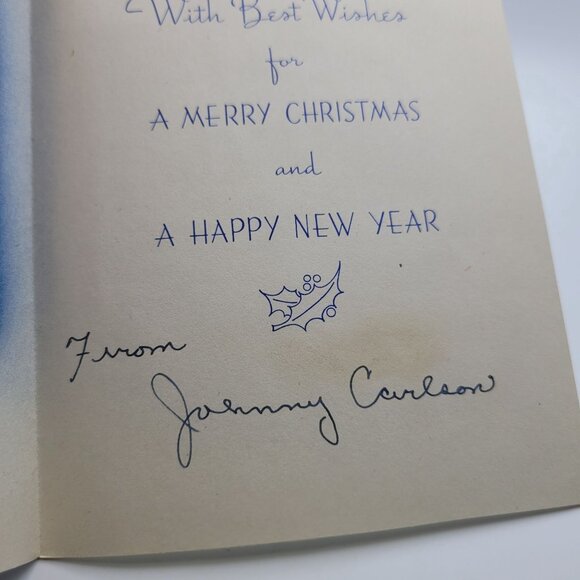 With Best Wishes
for
A MERRY CHRISTMAS
and
A HAPPY NEW YEAR
From
Johnny Carlson